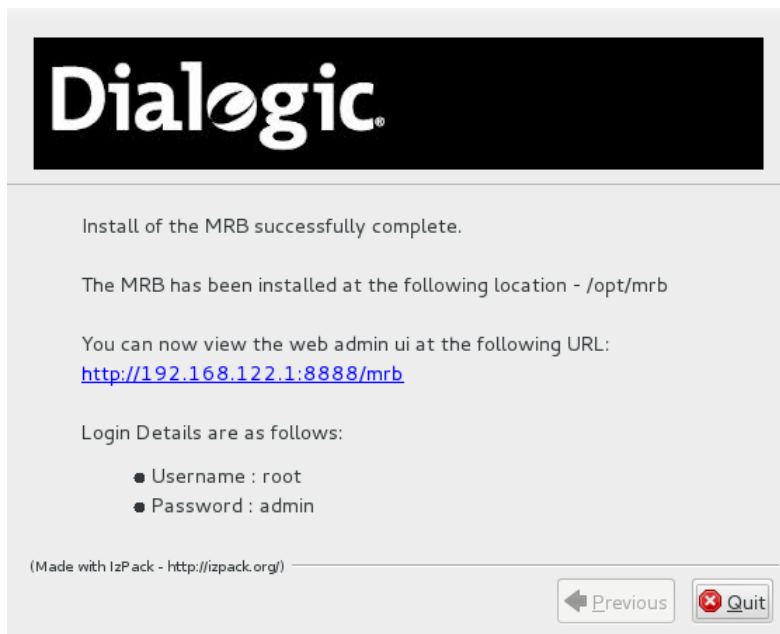 Dialogic®
Install of the MRB successfully complete.
The MRB has been installed at the following location - /opt/mrb
You can now view the web admin ui at the following URL:
http://192.168.122.1:8888/mrb
Login Details are as follows:
Username : root
Password : admin
(Made with IzPack - http://izpack.org/)
Previous
Quit